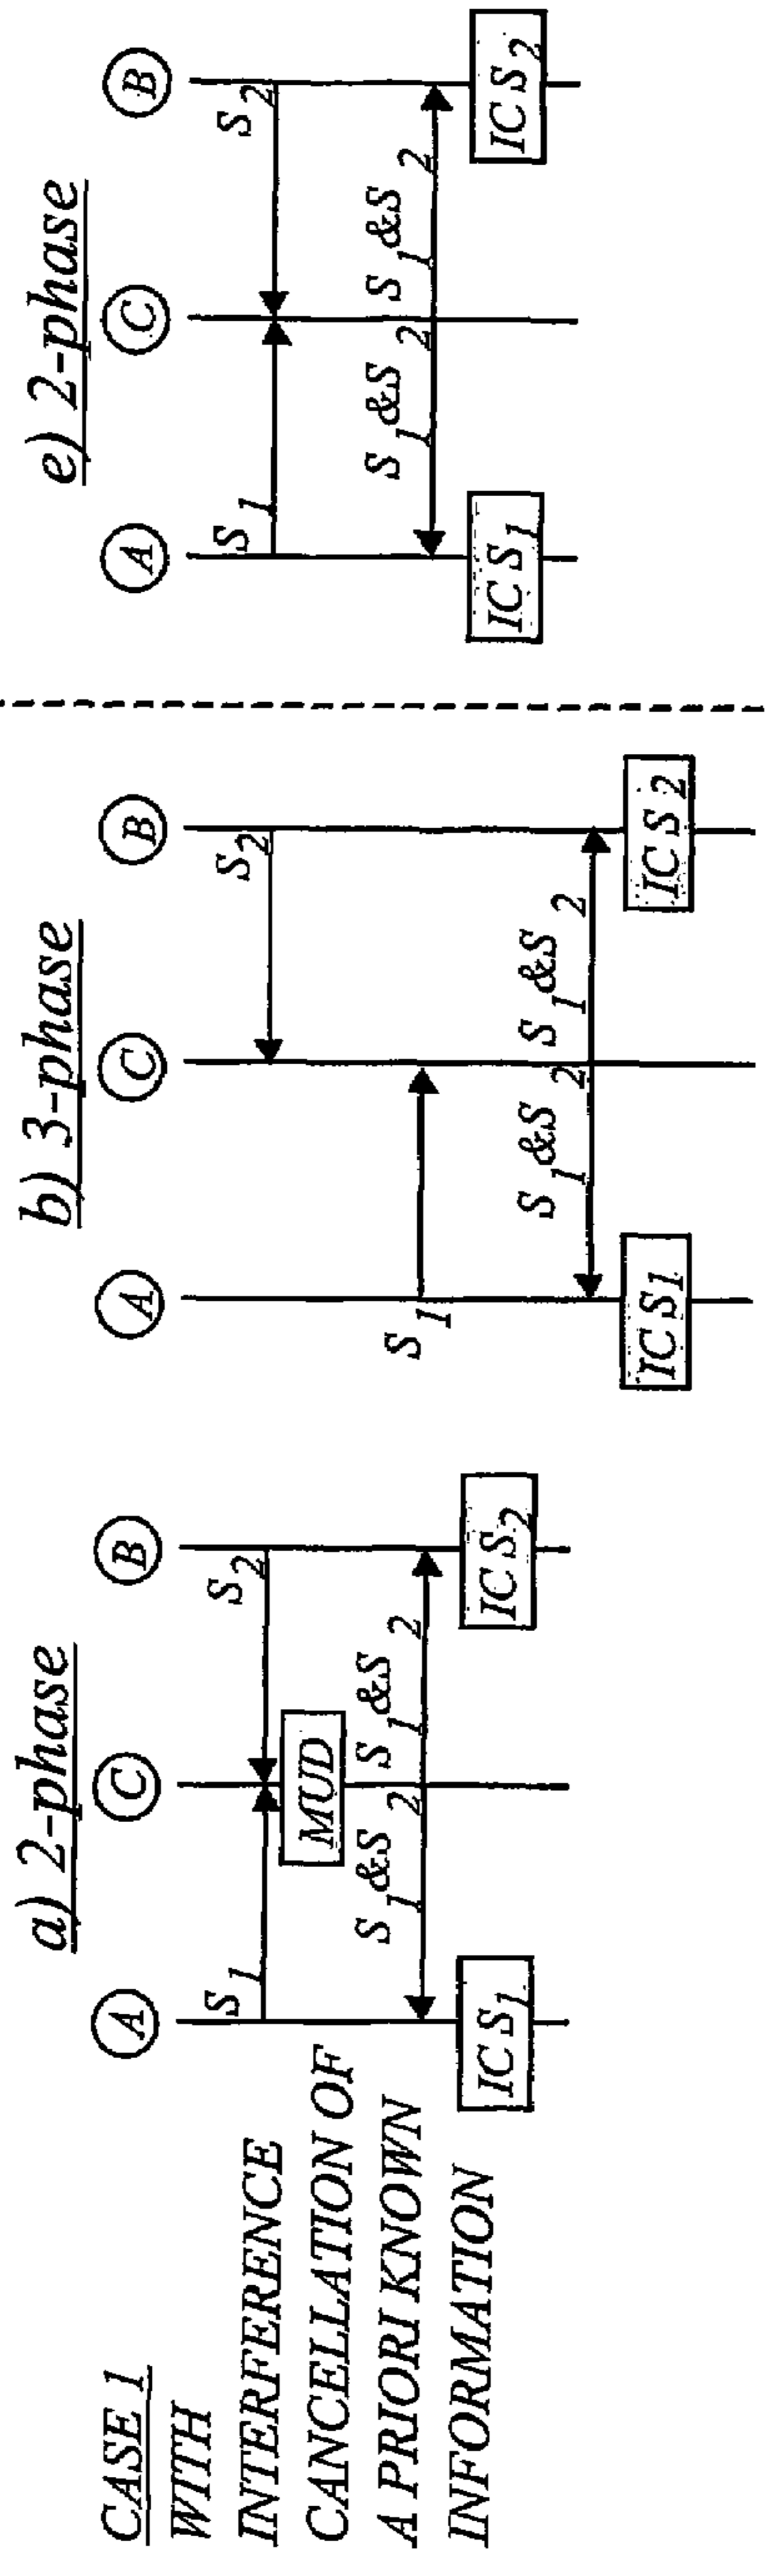 CASE 1
WITH
INTERFERENCE
CANCELLATION OF
A PRIORI KNOWN
INFORMATION
a) 2-phase
A
C
B
S1
S2
MUD
S1&S2
S1&S2
IC S1
IC S2
b) 3-phase
A
C
B
S2
S1
S1&S2
S1&S2
IC S1
IC S2
e) 2-phase
A
C
B
S1
S2
S1&S2
S1&S2
IC S1
IC S2